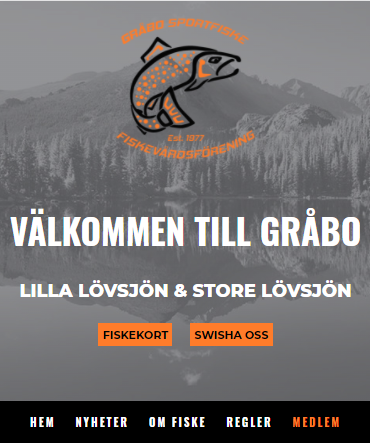 GRÅBO SPORTFISKE
Est. 1977
FISKEVÅRDSFÖRENING
VÄLKOMMEN TILL GRÅBO
LILLA LÖVSJÖN & STORE LÖVSJÖN
FISKEKORT SWISHA OSS
HEM NYHETER OM FISKE REGLER MEDLEM